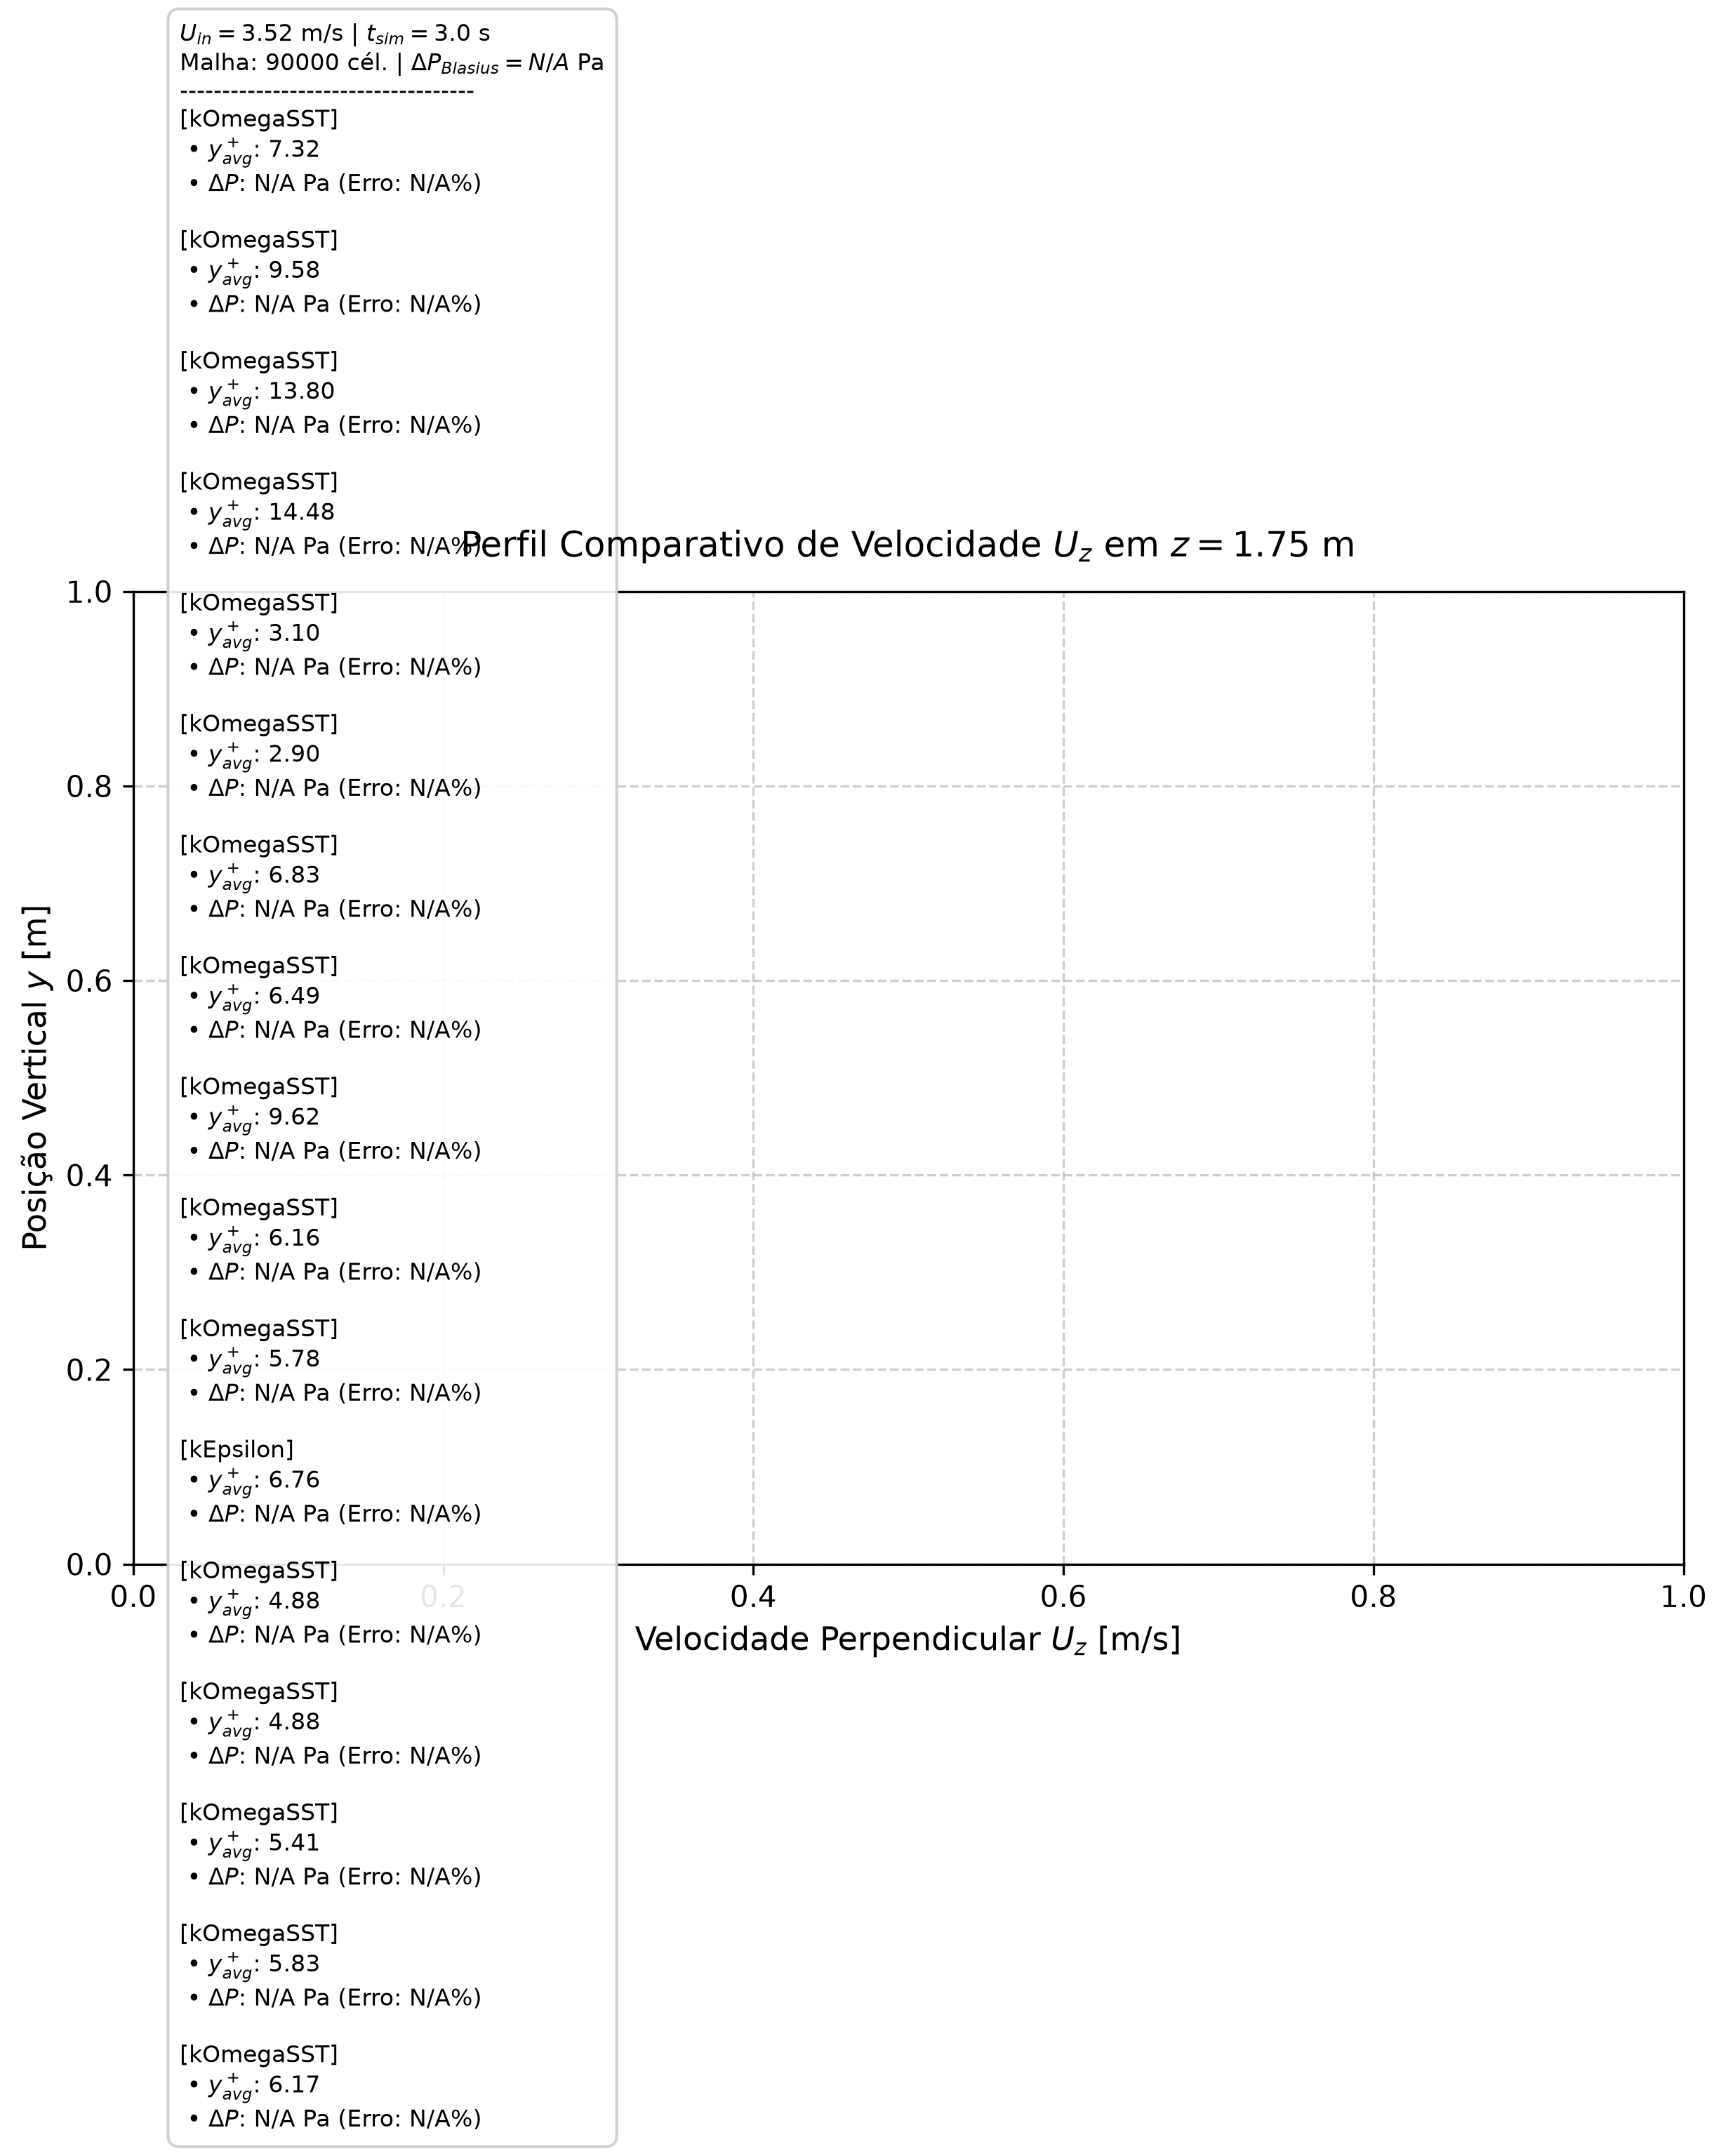 U_in = 3.52 m/s | t_sim = 3.0 s
Malha: 90000 cél. | ΔP_Blasius = N/A Pa
-----------------------------------
[kOmegaSST]
• y⁺_avg: 7.32
• ΔP: N/A Pa (Erro: N/A%)
[kOmegaSST]
• y⁺_avg: 9.58
• ΔP: N/A Pa (Erro: N/A%)
[kOmegaSST]
• y⁺_avg: 13.80
• ΔP: N/A Pa (Erro: N/A%)
[kOmegaSST]
• y⁺_avg: 14.48
• ΔP: N/A Pa (Erro: N/A%)
Perfil Comparativo de Velocidade U_z em z = 1.75 m
[kOmegaSST]
• y⁺_avg: 3.10
• ΔP: N/A Pa (Erro: N/A%)
[kOmegaSST]
• y⁺_avg: 2.90
• ΔP: N/A Pa (Erro: N/A%)
[kOmegaSST]
• y⁺_avg: 6.83
• ΔP: N/A Pa (Erro: N/A%)
[kOmegaSST]
• y⁺_avg: 6.49
• ΔP: N/A Pa (Erro: N/A%)
[kOmegaSST]
• y⁺_avg: 9.62
• ΔP: N/A Pa (Erro: N/A%)
[kOmegaSST]
• y⁺_avg: 6.16
• ΔP: N/A Pa (Erro: N/A%)
[kOmegaSST]
• y⁺_avg: 5.78
• ΔP: N/A Pa (Erro: N/A%)
[kEpsilon]
• y⁺_avg: 6.76
• ΔP: N/A Pa (Erro: N/A%)
[kOmegaSST]
• y⁺_avg: 4.88
• ΔP: N/A Pa (Erro: N/A%)
[kOmegaSST]
• y⁺_avg: 4.88
• ΔP: N/A Pa (Erro: N/A%)
[kOmegaSST]
• y⁺_avg: 5.41
• ΔP: N/A Pa (Erro: N/A%)
[kOmegaSST]
• y⁺_avg: 5.83
• ΔP: N/A Pa (Erro: N/A%)
[kOmegaSST]
• y⁺_avg: 6.17
• ΔP: N/A Pa (Erro: N/A%)
Posição Vertical y [m]
1.0
0.8
0.6
0.4
0.2
0.0
0.0 0.2 0.4 0.6 0.8 1.0
Velocidade Perpendicular U_z [m/s]